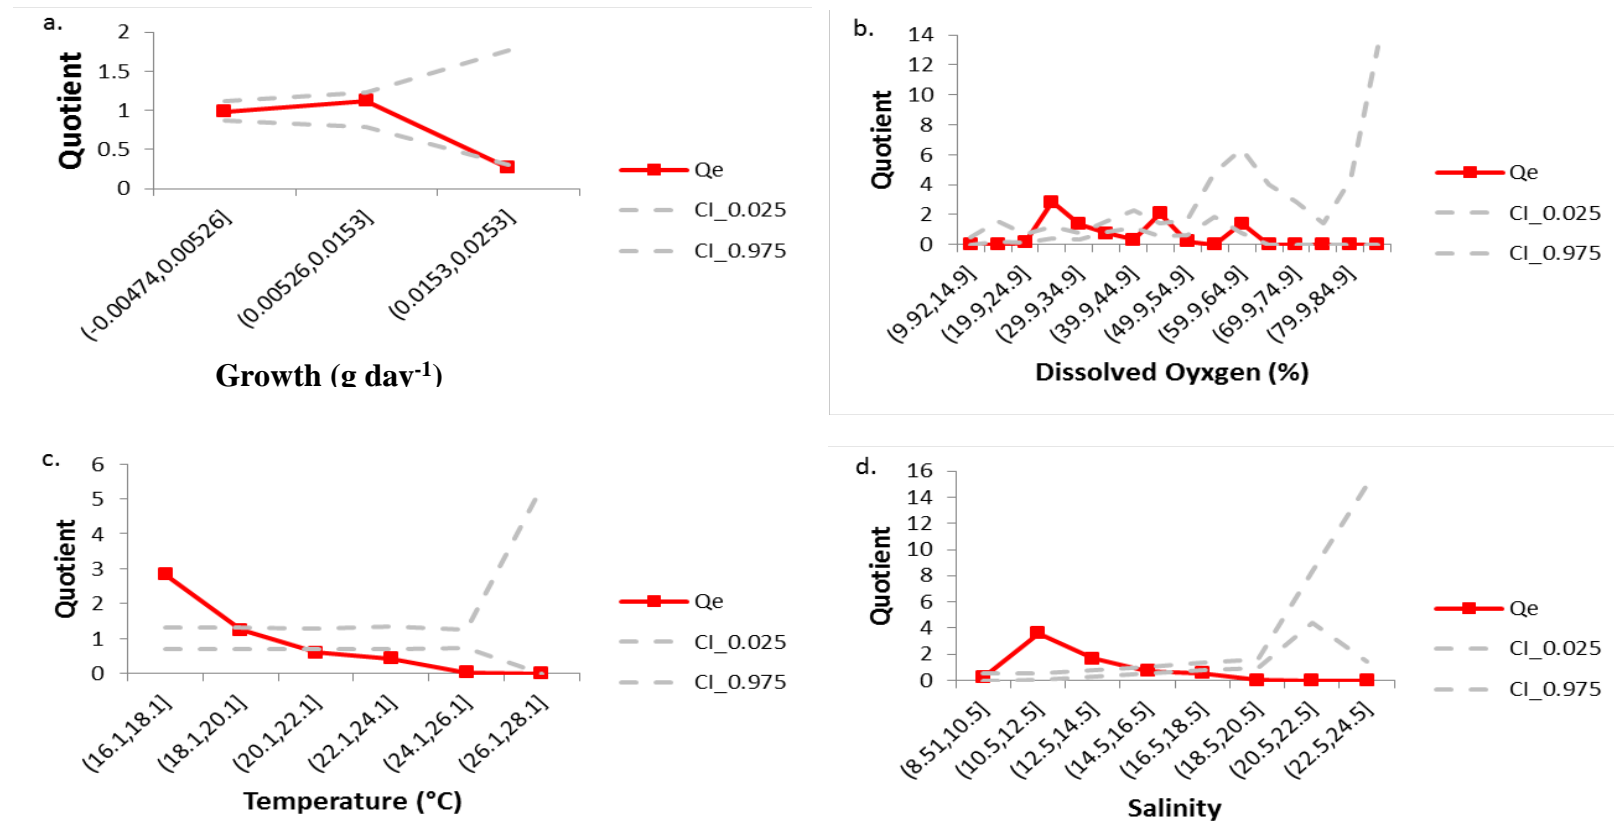 a.
2
1.5
1
0.5
0
Quotient
(-0.00474,0.00526]
(0.00526,0.0153]
(0.0153,0.0253]
Growth (g day-1)
Qe
CI_0.025
CI_0.975
b.
14
12
10
8
6
4
2
0
Quotient
(9.92,14.9]
(19.9,24.9]
(29.9,34.9]
(39.9,44.9]
(49.9,54.9]
(59.9,64.9]
(69.9,74.9]
(79.9,84.9]
Dissolved Oyxgen (%)
Qe
CI_0.025
CI_0.975
c.
6
5
4
3
2
1
0
Quotient
(16.1,18.1]
(18.1,20.1]
(20.1,22.1]
(22.1,24.1]
(24.1,26.1]
(26.1,28.1]
Temperature (°C)
Qe
CI_0.025
CI_0.975
d.
16
14
12
10
8
6
4
2
0
Quotient
(8.51,10.5]
(10.5,12.5]
(12.5,14.5]
(14.5,16.5]
(16.5,18.5]
(18.5,20.5]
(20.5,22.5]
(22.5,24.5]
Salinity
Qe
CI_0.025
CI_0.975